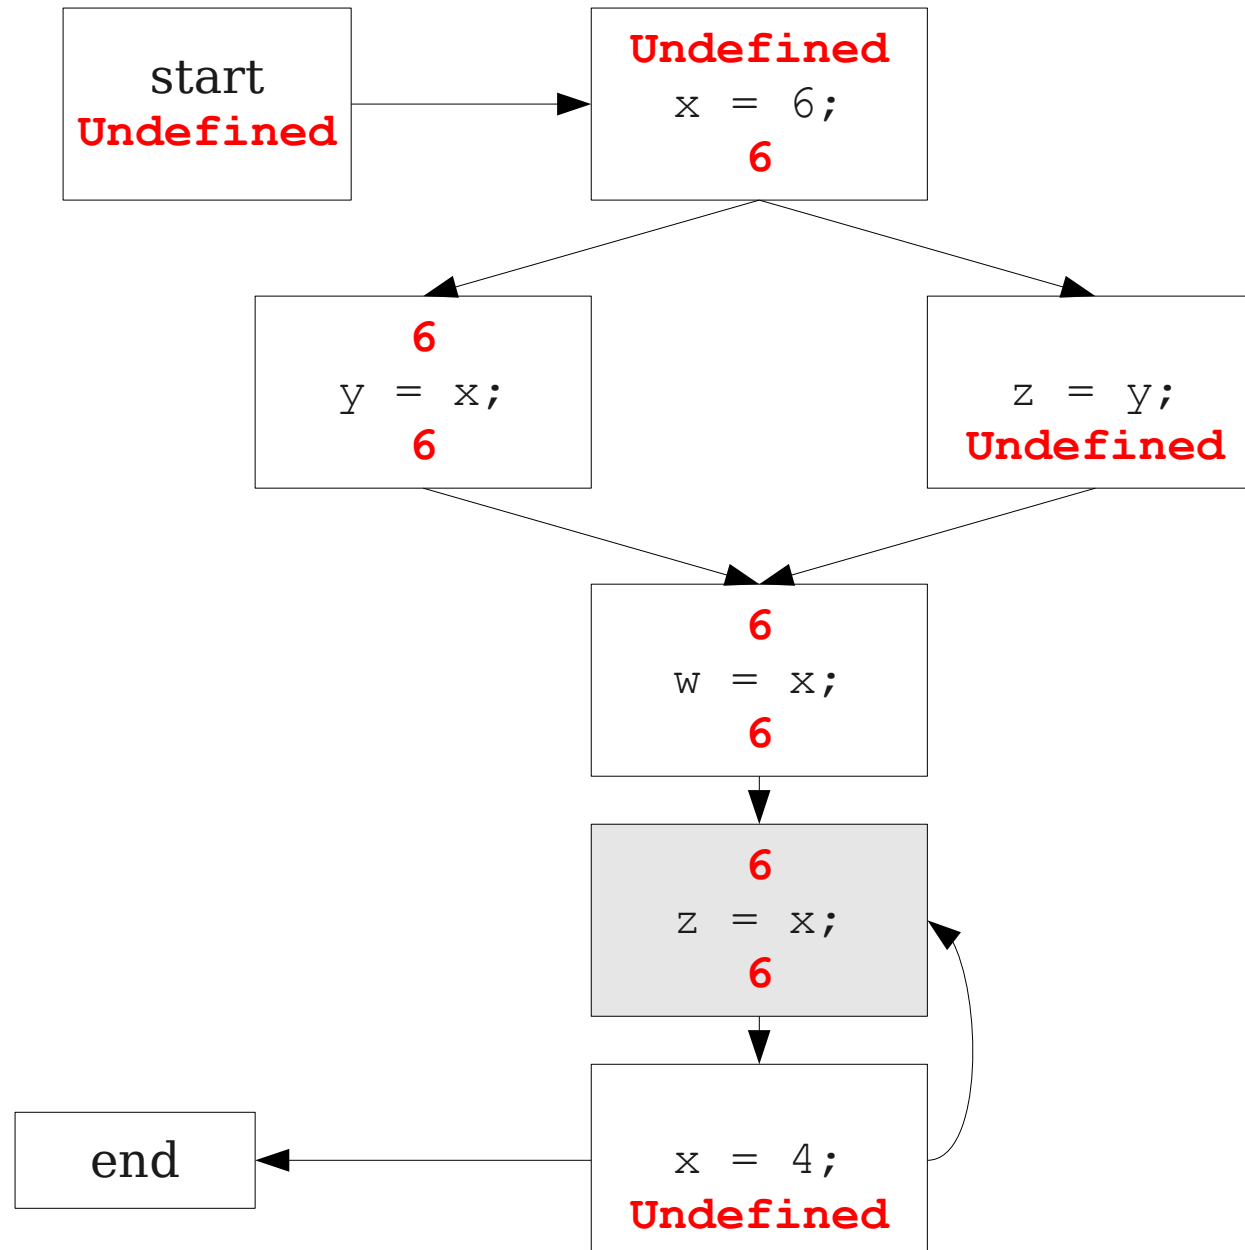 start
Undefined
Undefined
x = 6;
6
6
y = x;
6
z = y;
Undefined
6
w = x;
6
6
z = x;
6
end
x = 4;
Undefined